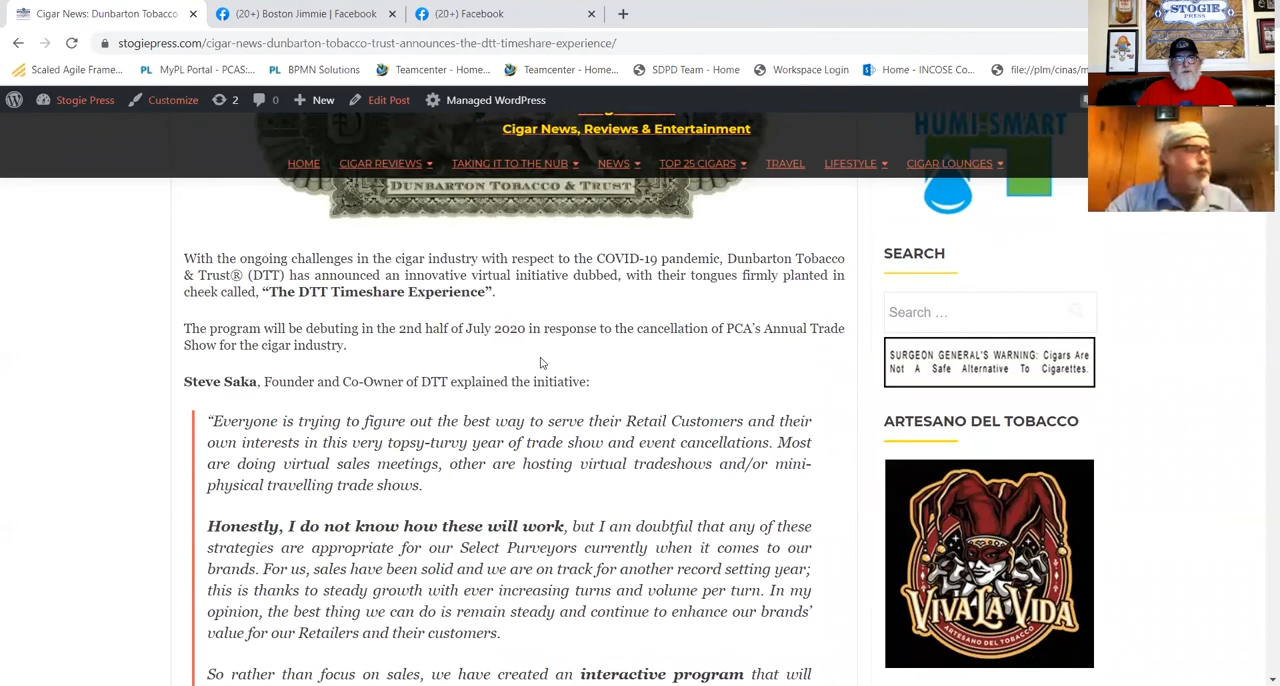 Cigar News: Dunbarton Tobacco
(20+) Boston Jimmie | Facebook
(20+) Facebook
stogiepress.com/cigar-news-dunbarton-tobacco-trust-announces-the-dtt-timeshare-experience/
Scaled Agile Frame...
MyPL Portal - PCAS:...
BPMN Solutions
Teamcenter - Home...
Teamcenter - Home...
SDPD Team - Home
Workspace Login
Home - INCOSE Co...
file://plm/cinas/m
Stogie Press
Customize
2
0
New
Edit Post
Managed WordPress
STOGIE
PRESS
Cigar News, Reviews & Entertainment
HOME
CIGAR REVIEWS
TAKING IT TO THE NUB
NEWS
TOP 25 CIGARS
TRAVEL
LIFESTYLE
CIGAR LOUNGES
HUMI-SMART
DUNBARTON TOBACCO & TRUST
With the ongoing challenges in the cigar industry with respect to the COVID-19 pandemic, Dunbarton Tobacco
& Trust® (DTT) has announced an innovative virtual initiative dubbed, with their tongues firmly planted in
cheek called, “The DTT Timeshare Experience”.
The program will be debuting in the 2nd half of July 2020 in response to the cancellation of PCA’s Annual Trade
Show for the cigar industry.
Steve Saka, Founder and Co-Owner of DTT explained the initiative:
“Everyone is trying to figure out the best way to serve their Retail Customers and their
own interests in this very topsy-turvy year of trade show and event cancellations. Most
are doing virtual sales meetings, other are hosting virtual tradeshows and/or mini-
physical travelling trade shows.
Honestly, I do not know how these will work, but I am doubtful that any of these
strategies are appropriate for our Select Purveyors currently when it comes to our
brands. For us, sales have been solid and we are on track for another record setting year;
this is thanks to steady growth with ever increasing turns and volume per turn. In my
opinion, the best thing we can do is remain steady and continue to enhance our brands’
value for our Retailers and their customers.
So rather than focus on sales, we have created an interactive program that will
SEARCH
Search ...
SURGEON GENERAL'S WARNING: Cigars Are
Not A Safe Alternative To Cigarettes.
ARTESANO DEL TOBACCO
VIVA LA VIDA
ARTESANO DEL TOBACCO